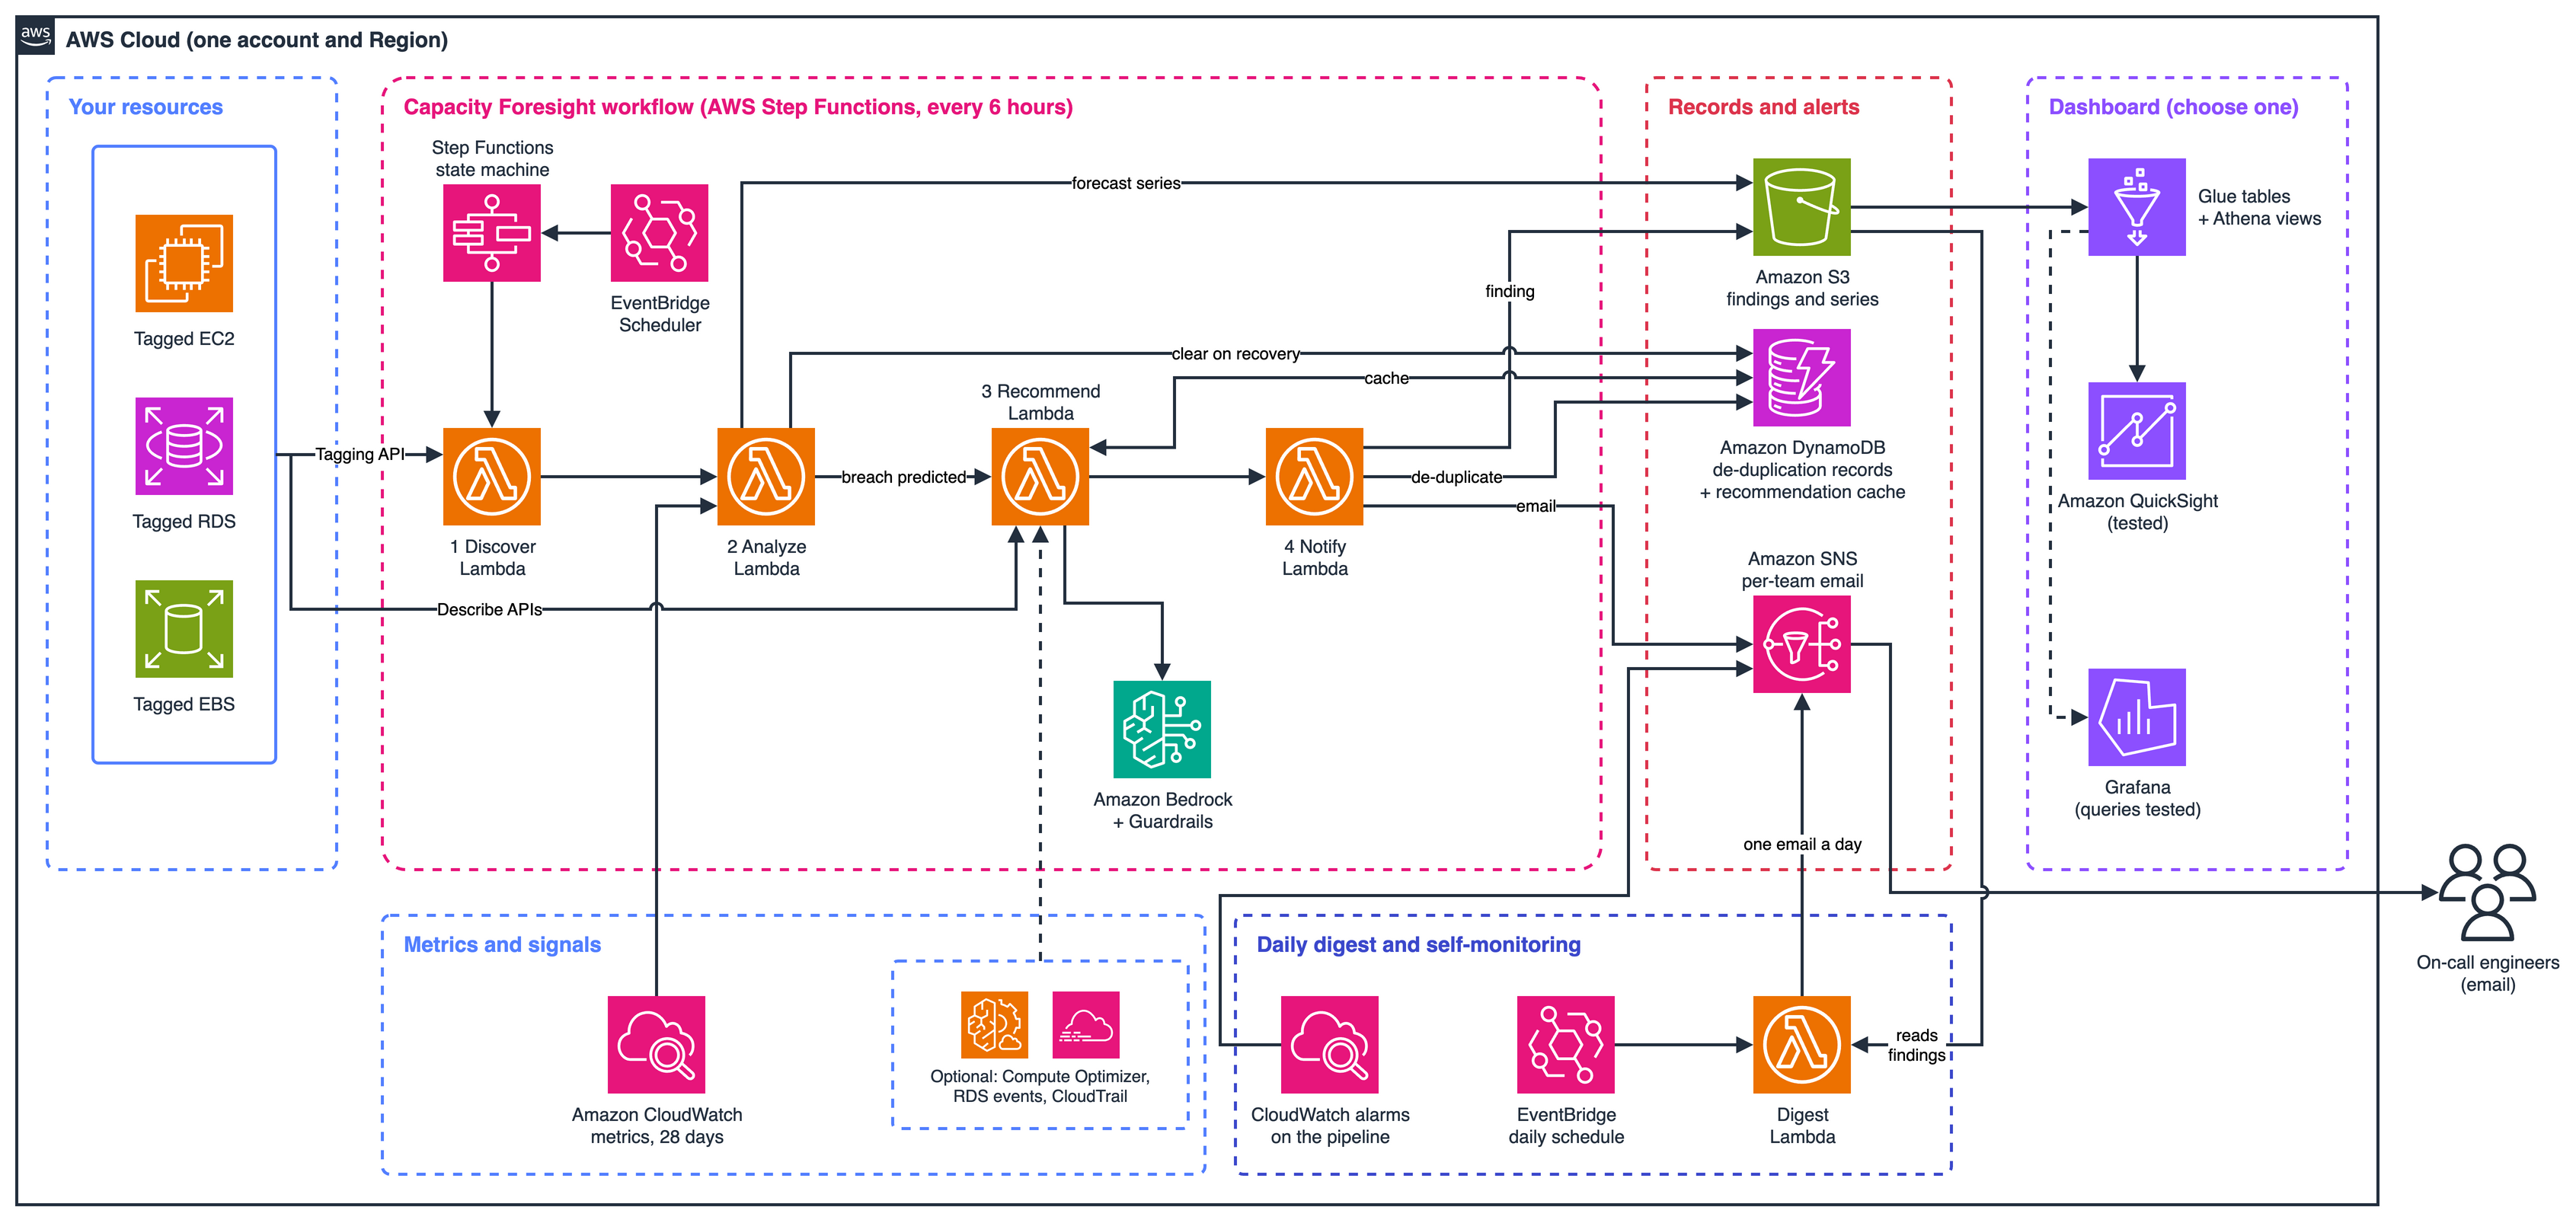 aws
AWS Cloud (one account and Region)
Your resources
Tagged EC2
Tagged RDS
Tagged EBS
Capacity Foresight workflow (AWS Step Functions, every 6 hours)
Step Functions
state machine
EventBridge
Scheduler
forecast series
finding
clear on recovery
cache
3 Recommend
Lambda
Tagging API
breach predicted
de-duplicate
email
1 Discover
Lambda
2 Analyze
Lambda
4 Notify
Lambda
Describe APIs
Amazon Bedrock
+ Guardrails
Records and alerts
Amazon S3
findings and series
Amazon DynamoDB
de-duplication records
+ recommendation cache
Amazon SNS
per-team email
one email a day
Dashboard (choose one)
Glue tables
+ Athena views
Amazon QuickSight
(tested)
Grafana
(queries tested)
On-call engineers
(email)
Metrics and signals
Amazon CloudWatch
metrics, 28 days
Optional: Compute Optimizer,
RDS events, CloudTrail
Daily digest and self-monitoring
CloudWatch alarms
on the pipeline
EventBridge
daily schedule
Digest
Lambda
reads
findings